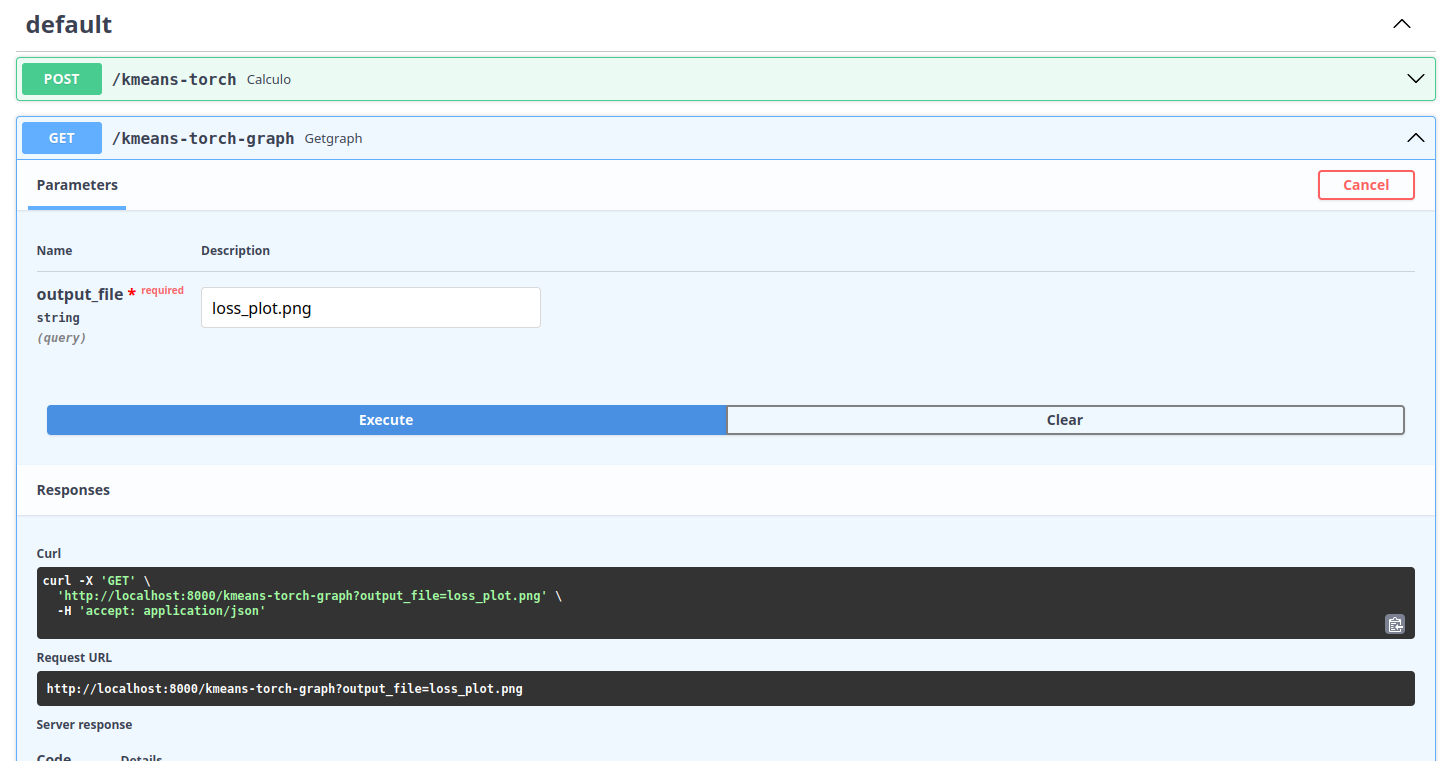 default
POST /kmeans-torch Calculo
GET /kmeans-torch-graph Getgraph
Parameters Cancel
Name Description
output_file * required
loss_plot.png
string
(query)
Execute Clear
Responses
Curl
curl -X 'GET' \
'http://localhost:8000/kmeans-torch-graph?output_file=loss_plot.png' \
-H 'accept: application/json'
Request URL
http://localhost:8000/kmeans-torch-graph?output_file=loss_plot.png
Server response
Code Details